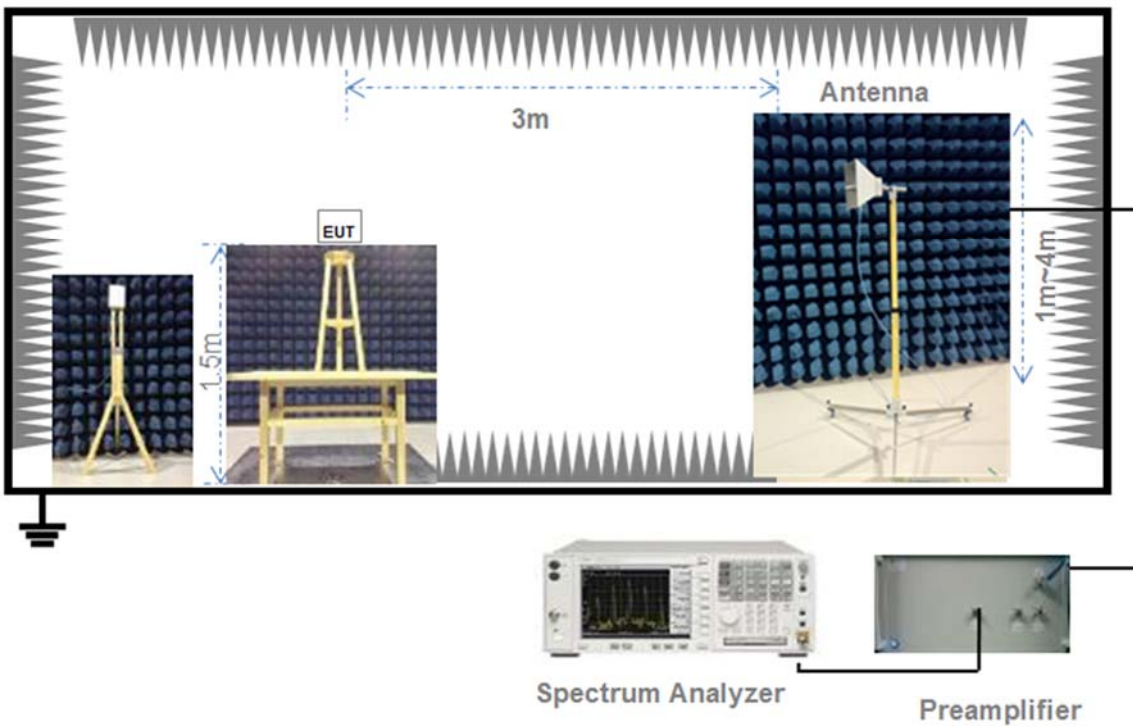 Antenna
3m
EUT
1.5m
1m~4m
Spectrum Analyzer
Preamplifier